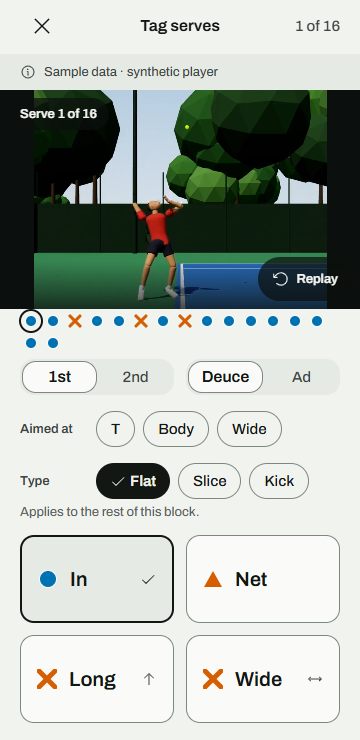 Tag serves
1 of 16
Sample data · synthetic player
Serve 1 of 16
Replay
1st 2nd Deuce Ad
Aimed at T Body Wide
Type Flat Slice Kick
Applies to the rest of this block.
In Net
Long Wide